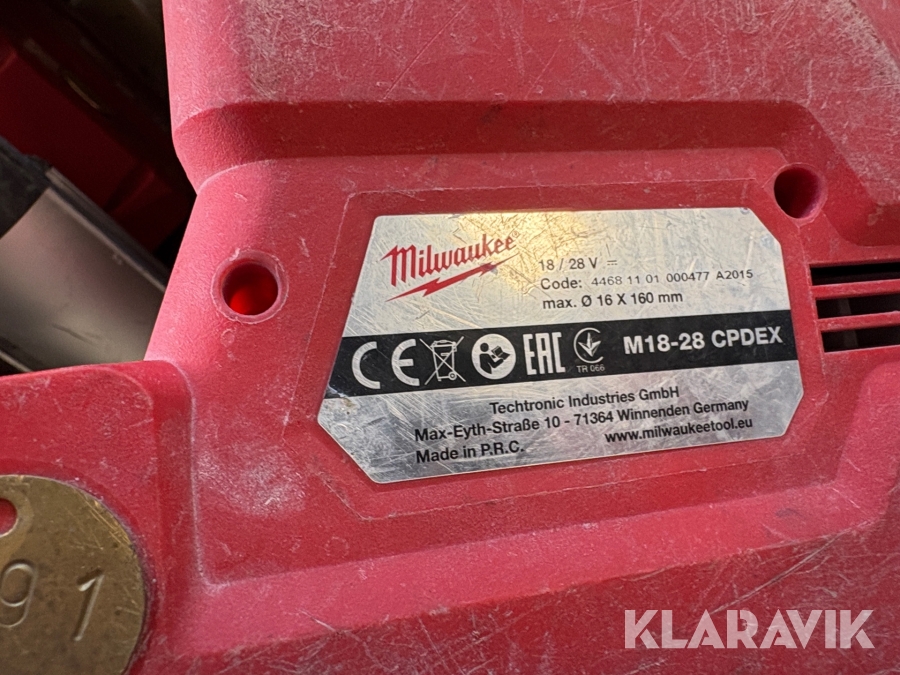 Milwaukee®
18 / 28 V ⎓
Code: 4468 11 01 000477 A2015
max. Ø 16 X 160 mm
CE EAC TR 066 M18-28 CPDEX
Techtronic Industries GmbH
Max-Eyth-Straße 10 - 71364 Winnenden Germany
Made in P.R.C. www.milwaukeetool.eu
91
KLARAVIK